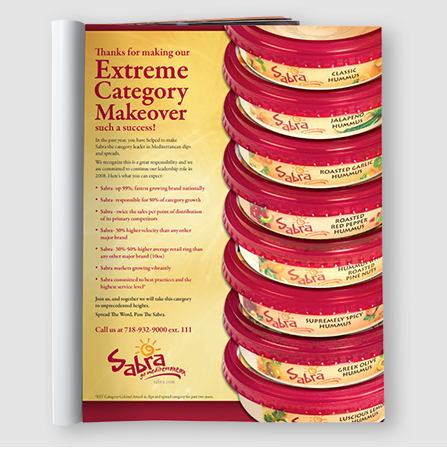 Thanks for making our
Extreme
Category
Makeover
such a success!
In the past year, you have helped to make
Sabra the category leader in Mediterranean dips
and spreads.
We recognize this is a great responsibility and we
are committed to continue our leadership role in
2008. Here's what you can expect:
• Sabra- up 99%, fastest growing brand nationally
• Sabra- responsible for 90% of category growth
• Sabra - twice the sales per point of distribution
of its primary competitors
• Sabra- 30% higher velocity than any other
major brand
• Sabra- 30%-50% higher average retail ring than
any other major brand (10oz)
• Sabra markets growing vibrantly
• Sabra committed to best practices and the
highest service level*
Join us, and together we will take this category
to unprecedented heights.
Spread The Word, Pass The Sabra.
Call us at 718-932-9000 ext. 111
Sabra
go mediterranean
sabra.com
Sabra
CLASSIC
HUMMUS
Sabra
JALAPENO
HUMMUS
Sabra
ROASTED GARLIC
HUMMUS
Sabra
ROASTED
RED PEPPER
HUMMUS
Sabra
HUMMUS
ROASTED
PINE NUTS
Sabra
SUPREMELY SPICY
HUMMUS
Sabra
GREEK OLIVE
HUMMUS
Sabra
LUSCIOUS LEMON
HUMMUS